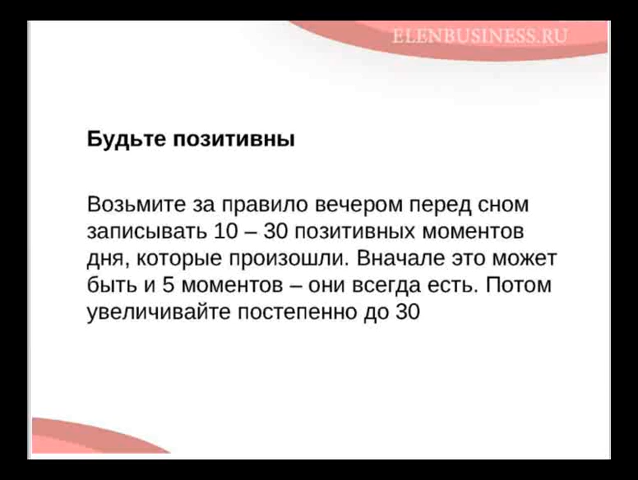 ELENBUSINESS.RU
Будьте позитивны
Возьмите за правило вечером перед сном
записывать 10 – 30 позитивных моментов
дня, которые произошли. Вначале это может
быть и 5 моментов – они всегда есть. Потом
увеличивайте постепенно до 30